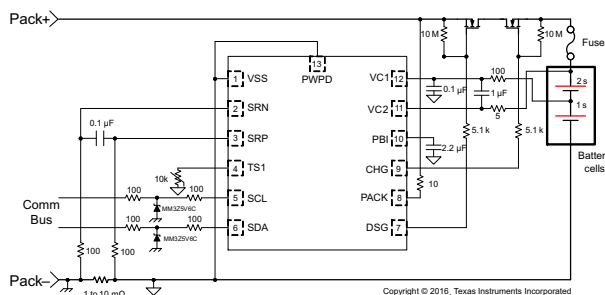 Pack+
10 M
10 M
Fuse
13
PWPD
1 VSS
VC1 12
100
2 s
0.1 µF
1 µF
2 SRN
VC2 11
5
1 s
0.1 µF
3 SRP
PBI 10
5.1 k
5.1 k
2.2 µF
10k
4 TS1
CHG 9
Batter
cells
Comm
Bus
100
100
MM3Z5V6C
5 SCL
PACK 8
10
100
100
MM3Z5V6C
6 SDA
DSG 7
100
100
Pack–
1 to 10 mΩ
Copyright © 2016, Texas Instruments Incorporated